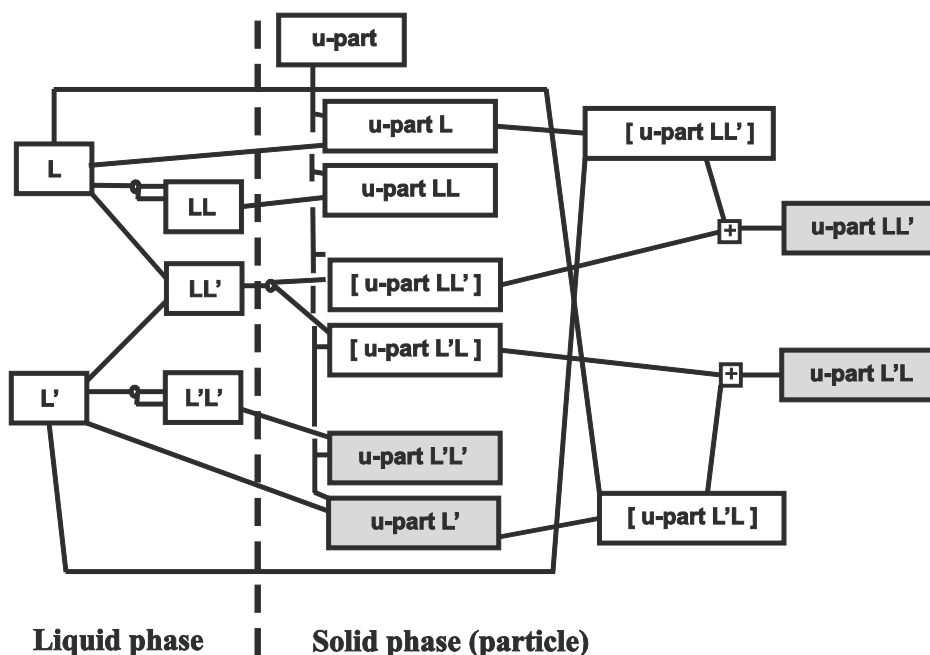 u-part
u-part L
[ u-part LL’ ]
L
u-part LL
LL
u-part LL’
+
LL’
[ u-part LL’ ]
[ u-part L’L ]
+
u-part L’L
L’
L’L’
u-part L’L’
u-part L’
[ u-part L’L ]
Liquid phase
Solid phase (particle)